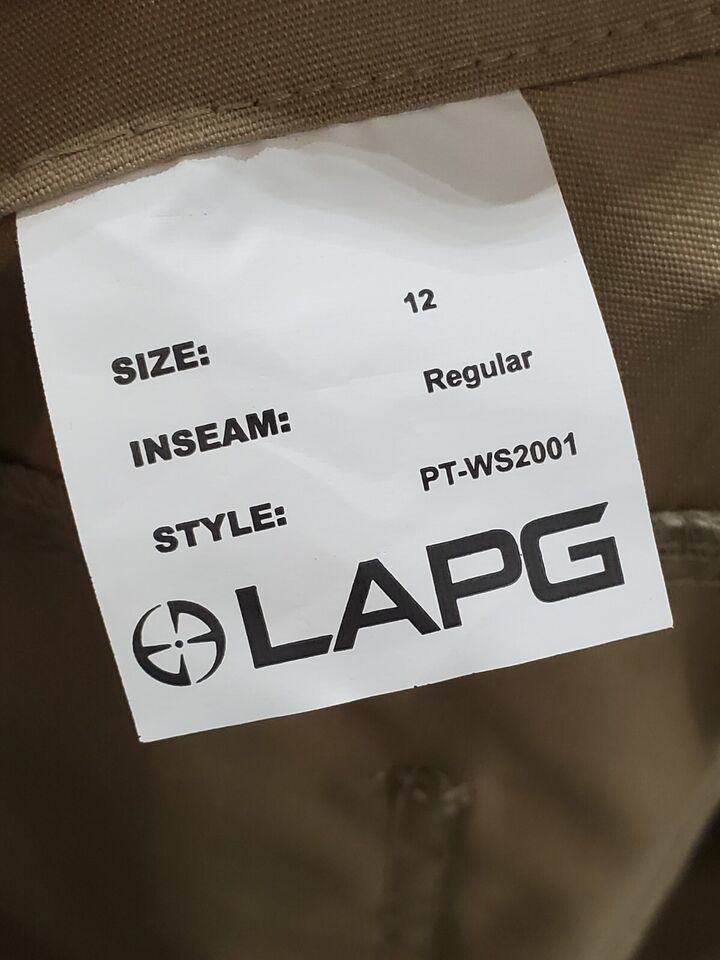 SIZE: 12
INSEAM: Regular
STYLE: PT-WS2001
LAPG